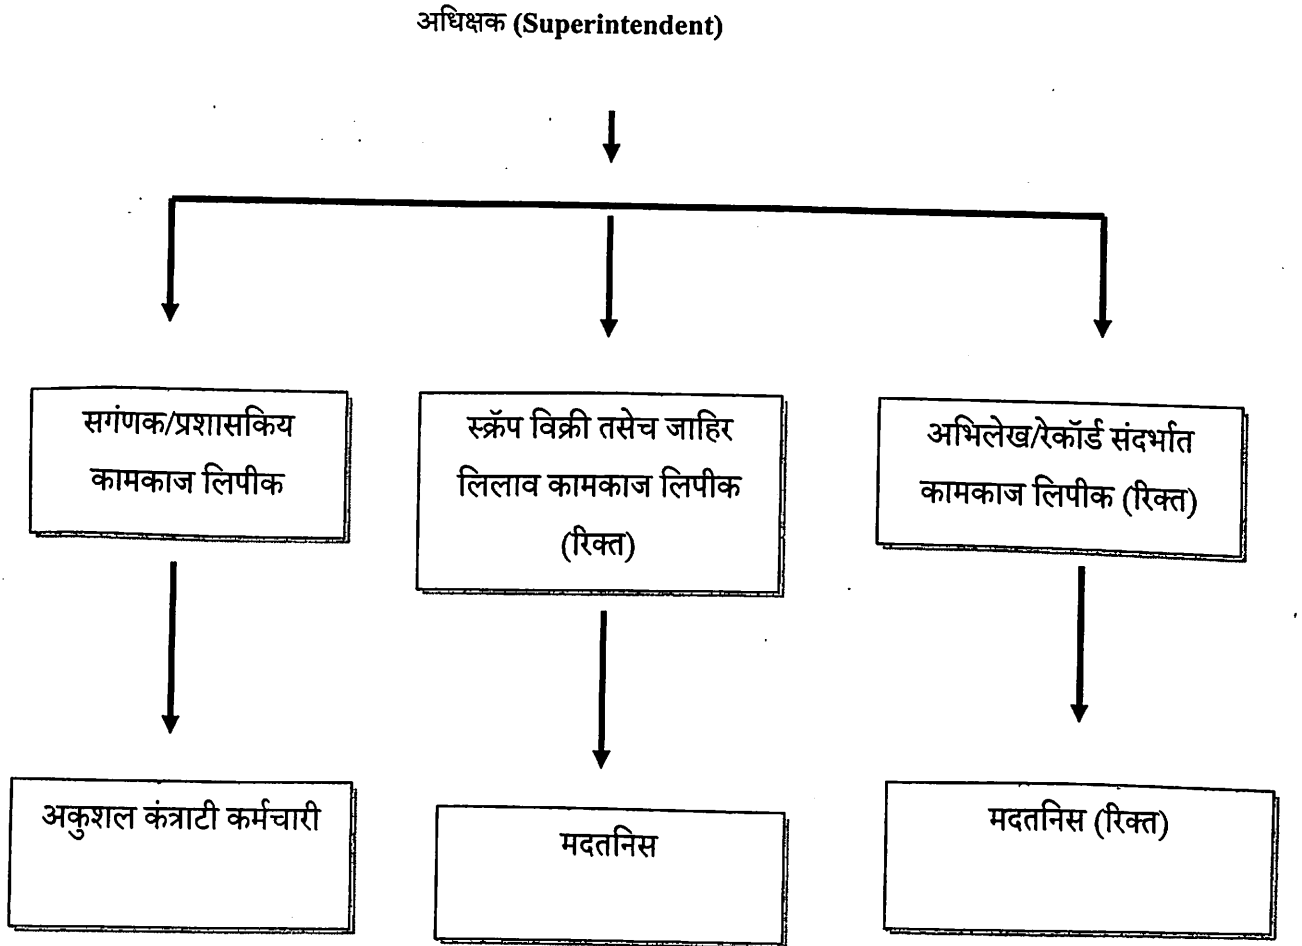 अधिक्षक (Superintendent)
सगंणक/प्रशासकिय
कामकाज लिपीक
स्क्रॅप विक्री तसेच जाहिर
लिलाव कामकाज लिपीक
(रिक्त)
अभिलेख/रेकॉर्ड संदर्भात
कामकाज लिपीक (रिक्त)
अकुशल कंत्राटी कर्मचारी
मदतनिस
मदतनिस (रिक्त)